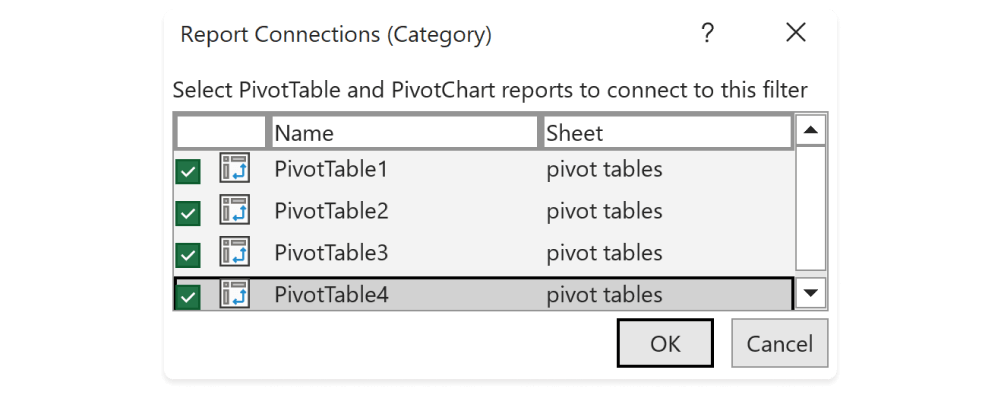 Report Connections (Category) ?
Select PivotTable and PivotChart reports to connect to this filter
Name Sheet
PivotTable1 pivot tables
PivotTable2 pivot tables
PivotTable3 pivot tables
PivotTable4 pivot tables
OK Cancel